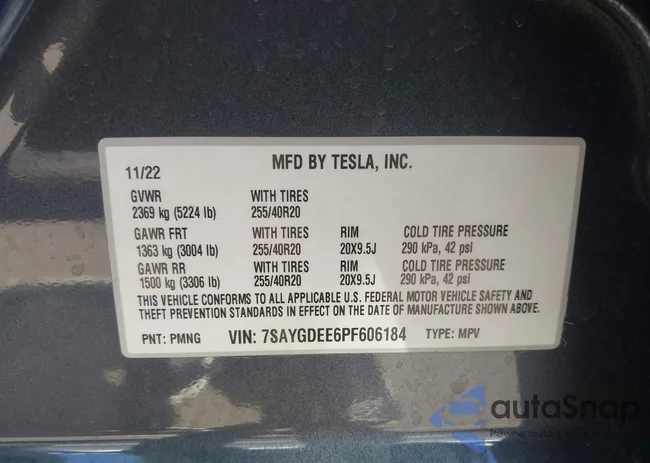 11/22 MFD BY TESLA, INC.
GVWR WITH TIRES
2369 kg (5224 lb) 255/40R20
GAWR FRT WITH TIRES RIM COLD TIRE PRESSURE
1363 kg (3004 lb) 255/40R20 20X9.5J 290 kPa, 42 psi
GAWR RR WITH TIRES RIM COLD TIRE PRESSURE
1500 kg (3306 lb) 255/40R20 20X9.5J 290 kPa, 42 psi
THIS VEHICLE CONFORMS TO ALL APPLICABLE U.S. FEDERAL MOTOR VEHICLE SAFETY AND
THEFT PREVENTION STANDARDS IN EFFECT ON THE DATE OF MANUFACTURE SHOWN ABOVE.
PNT: PMNG VIN: 7SAYGDEE6PF606184 TYPE: MPV
autaSnap